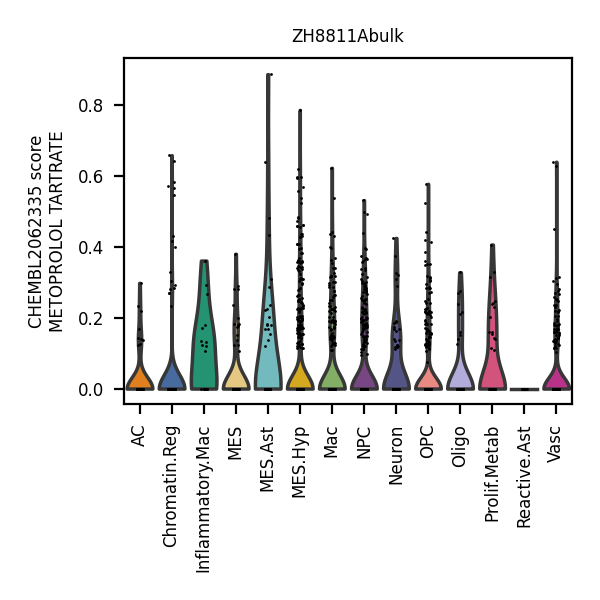 ZH8811Abulk
CHEMBL2062335 score
METOPROLOL TARTRATE
0.8
0.6
0.4
0.2
0.0
AC
Chromatin.Reg
Inflammatory.Mac
MES
MES.Ast
MES.Hyp
Mac
NPC
Neuron
OPC
Oligo
Prolif.Metab
Reactive.Ast
Vasc